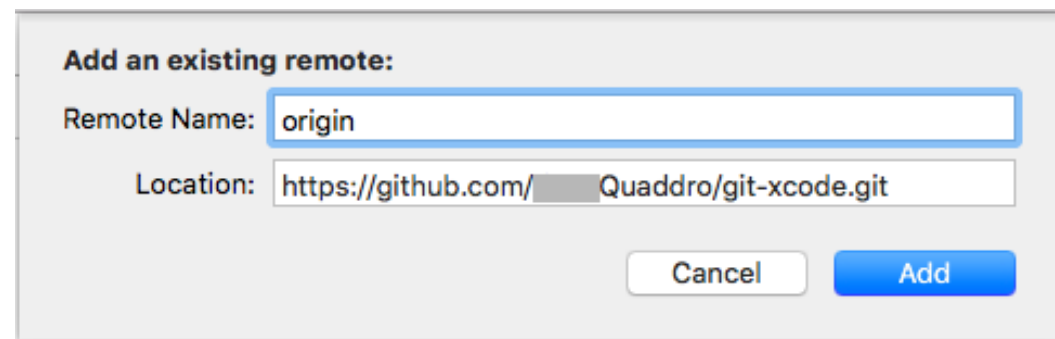 Add an existing remote:
Remote Name: origin
Location: https://github.com/Quaddro/git-xcode.git
Cancel Add